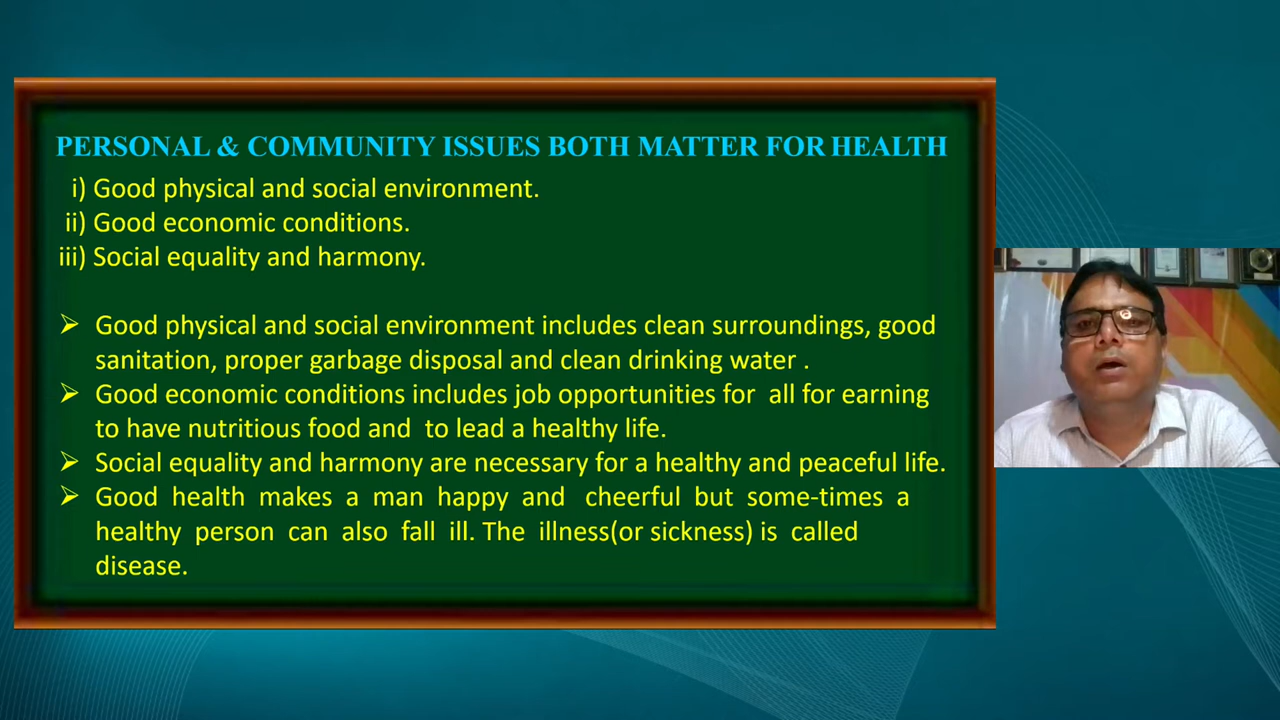 PERSONAL & COMMUNITY ISSUES BOTH MATTER FOR HEALTH
i) Good physical and social environment.
ii) Good economic conditions.
iii) Social equality and harmony.
➢ Good physical and social environment includes clean surroundings, good
sanitation, proper garbage disposal and clean drinking water .
➢ Good economic conditions includes job opportunities for all for earning
to have nutritious food and to lead a healthy life.
➢ Social equality and harmony are necessary for a healthy and peaceful life.
➢ Good health makes a man happy and cheerful but some-times a
healthy person can also fall ill. The illness(or sickness) is called
disease.